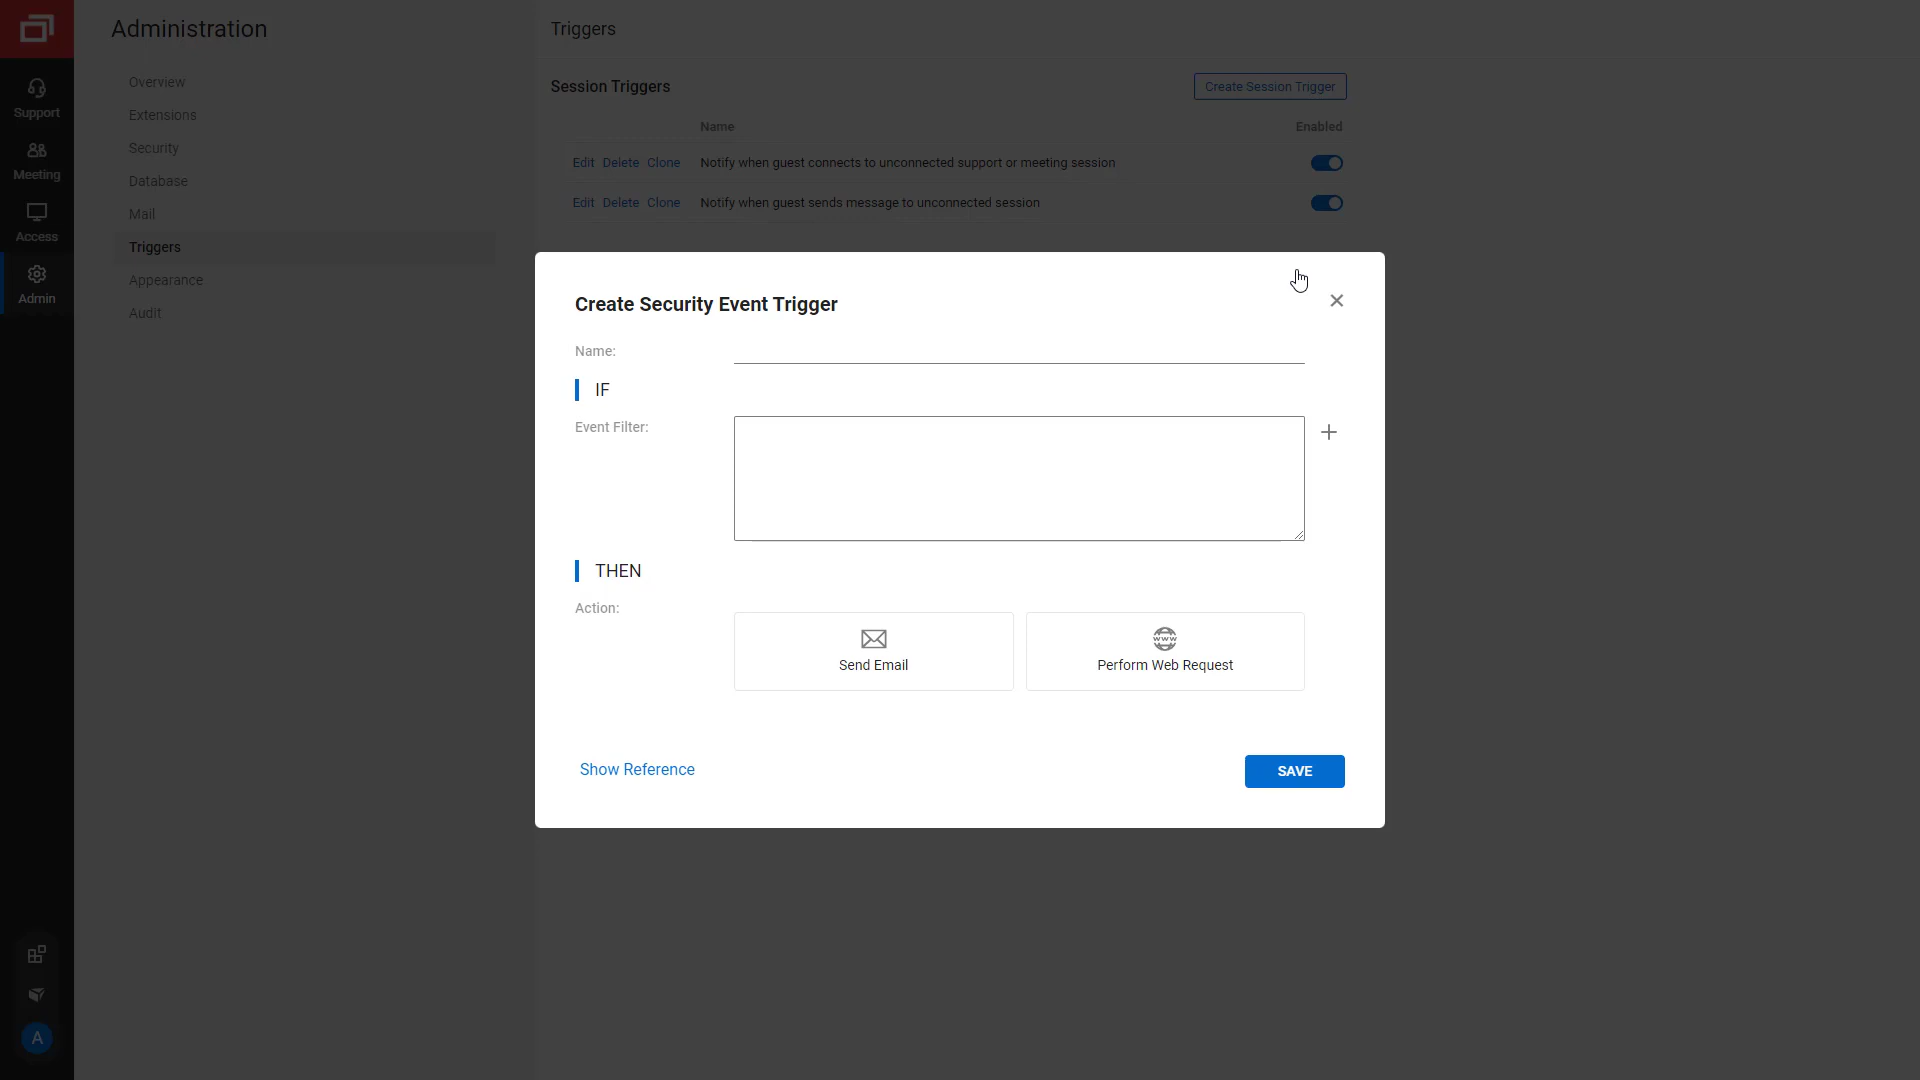 Administration
Triggers
Support
Meeting
Access
Admin
Overview
Extensions
Security
Database
Mail
Triggers
Appearance
Audit
Session Triggers
Create Session Trigger
Name
Enabled
Edit Delete Clone Notify when guest connects to unconnected support or meeting session
Edit Delete Clone Notify when guest sends message to unconnected session
Create Security Event Trigger
Name:
IF
Event Filter:
THEN
Action:
Send Email
WWW
Perform Web Request
Show Reference
SAVE
A